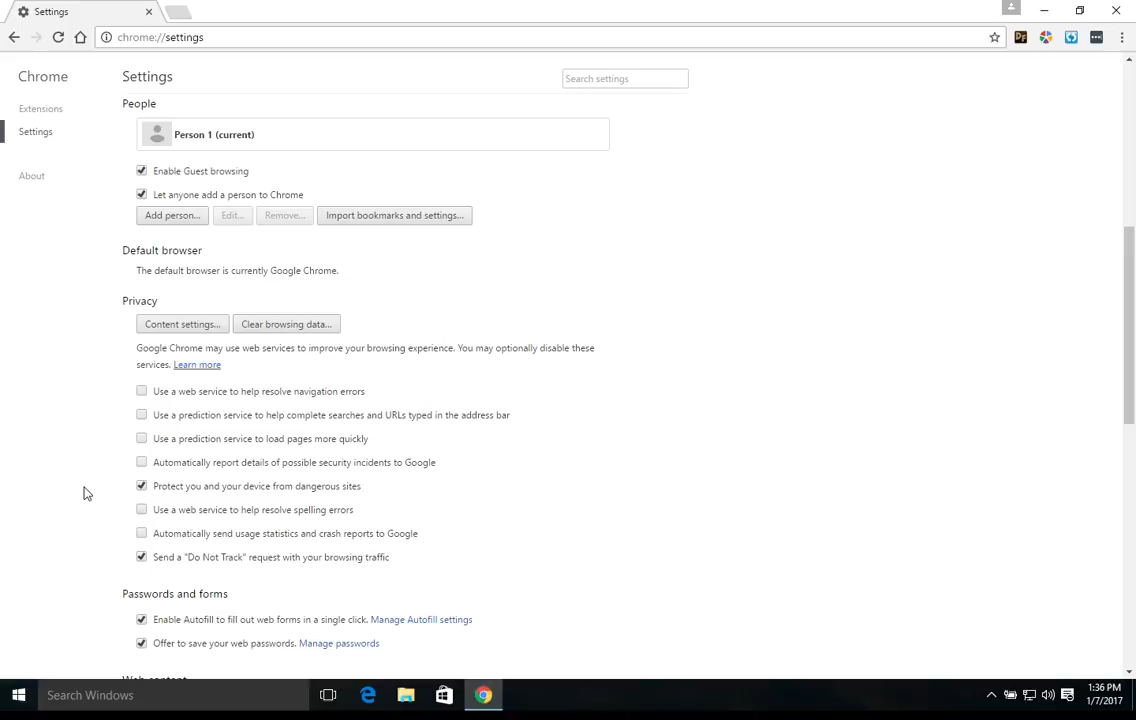 Settings
chrome://settings
Chrome
Settings
Search settings
Extensions
Settings
About
People
Person 1 (current)
Enable Guest browsing
Let anyone add a person to Chrome
Add person...
Edit...
Remove...
Import bookmarks and settings...
Default browser
The default browser is currently Google Chrome.
Privacy
Content settings...
Clear browsing data...
Google Chrome may use web services to improve your browsing experience. You may optionally disable these
services. Learn more
Use a web service to help resolve navigation errors
Use a prediction service to help complete searches and URLs typed in the address bar
Use a prediction service to load pages more quickly
Automatically report details of possible security incidents to Google
Protect you and your device from dangerous sites
Use a web service to help resolve spelling errors
Automatically send usage statistics and crash reports to Google
Send a "Do Not Track" request with your browsing traffic
Passwords and forms
Enable Autofill to fill out web forms in a single click. Manage Autofill settings
Offer to save your web passwords. Manage passwords
Web content
Search Windows
1:36 PM
1/7/2017